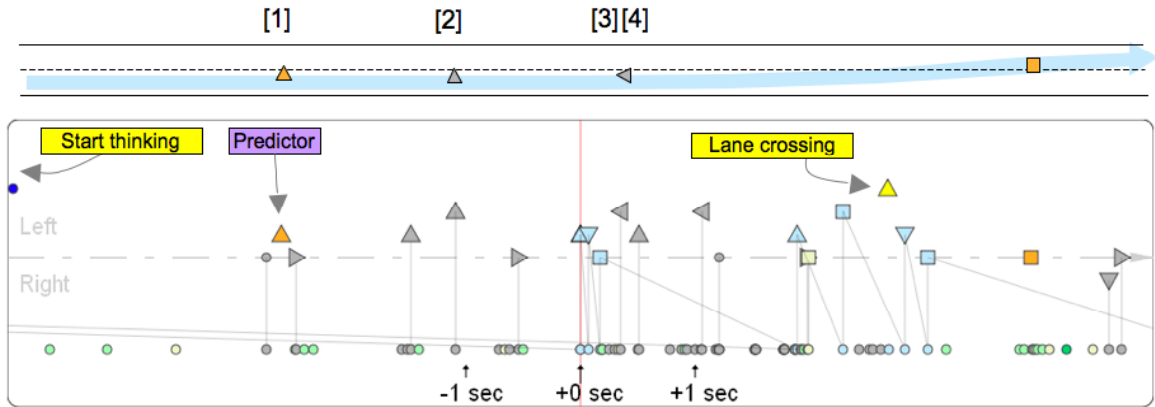 [1] [2] [3] [4]
Start thinking
Predictor
Lane crossing
Left
Right
-1 sec +0 sec +1 sec